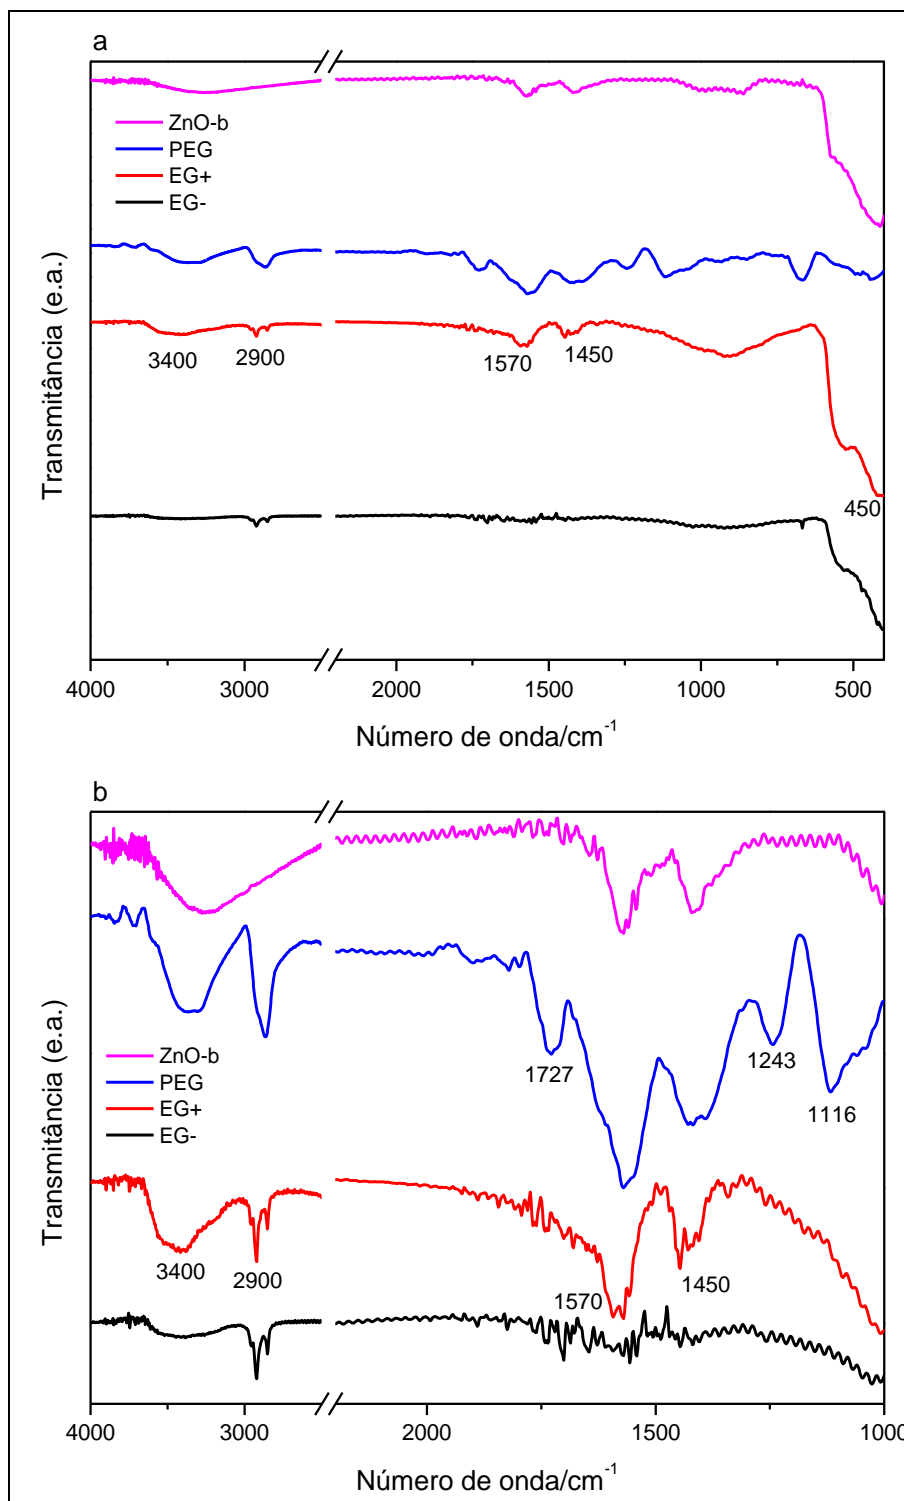 a
ZnO-b
PEG
EG+
EG-
3400
2900
1570
1450
450
Transmitância (e.a.)
4000
3000
2000
1500
1000
500
Número de onda/cm⁻¹
b
ZnO-b
PEG
EG+
EG-
1727
1243
1116
3400
2900
1570
1450
Transmitância (e.a.)
4000
3000
2000
1500
1000
Número de onda/cm⁻¹